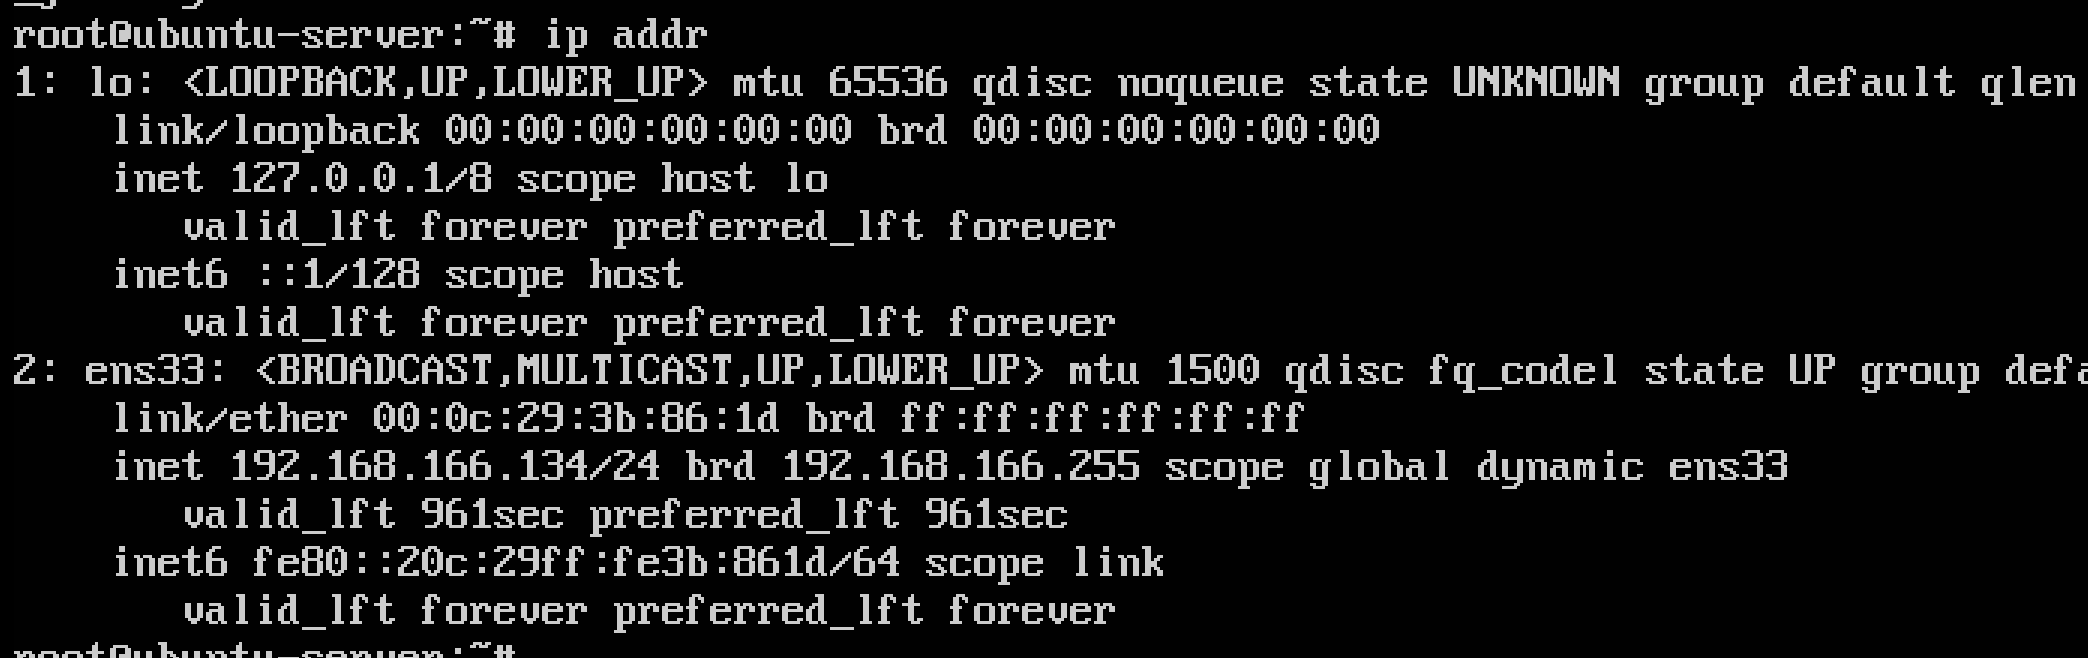 root@ubuntu-server:~# ip addr
1: lo: <LOOPBACK,UP,LOWER_UP> mtu 65536 qdisc noqueue state UNKNOWN group default qlen
link/loopback 00:00:00:00:00:00 brd 00:00:00:00:00:00
inet 127.0.0.1/8 scope host lo
valid_lft forever preferred_lft forever
inet6 ::1/128 scope host
valid_lft forever preferred_lft forever
2: ens33: <BROADCAST,MULTICAST,UP,LOWER_UP> mtu 1500 qdisc fq_codel state UP group defa
link/ether 00:0c:29:3b:86:1d brd ff:ff:ff:ff:ff:ff
inet 192.168.166.134/24 brd 192.168.166.255 scope global dynamic ens33
valid_lft 961sec preferred_lft 961sec
inet6 fe80::20c:29ff:fe3b:861d/64 scope link
valid_lft forever preferred_lft forever
root@ubuntu-server:~#